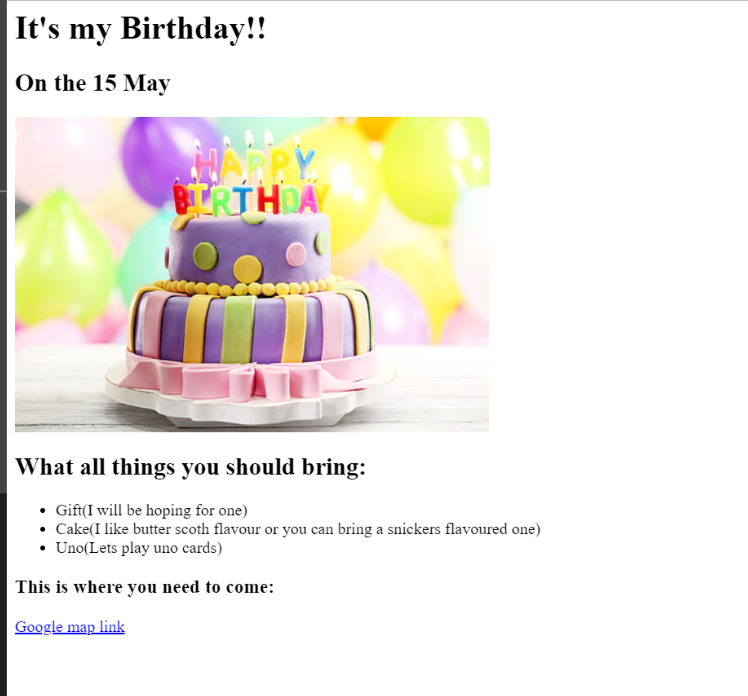 It's my Birthday!!
On the 15 May
HAPPY
BIRTHDAY
What all things you should bring:
Gift(I will be hoping for one)
Cake(I like butter scoth flavour or you can bring a snickers flavoured one)
Uno(Lets play uno cards)
This is where you need to come:
Google map link